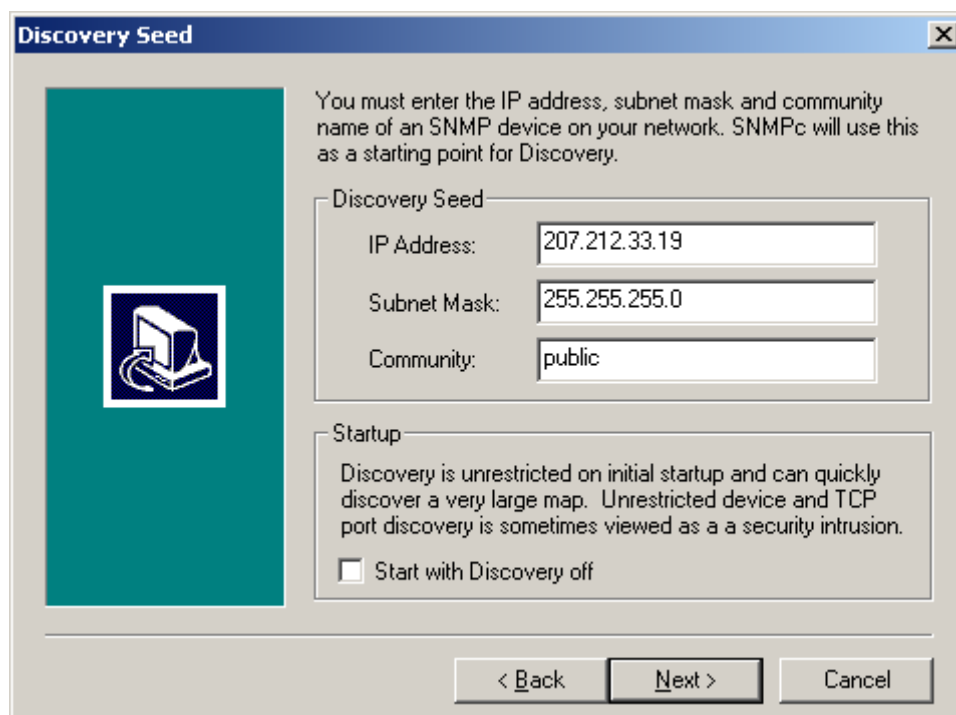 Discovery Seed
You must enter the IP address, subnet mask and community
name of an SNMP device on your network. SNMPc will use this
as a starting point for Discovery.
Discovery Seed
IP Address:
207.212.33.19
Subnet Mask:
255.255.255.0
Community:
public
Startup
Discovery is unrestricted on initial startup and can quickly
discover a very large map.  Unrestricted device and TCP
port discovery is sometimes viewed as a a security intrusion.
Start with Discovery off
< Back
Next >
Cancel